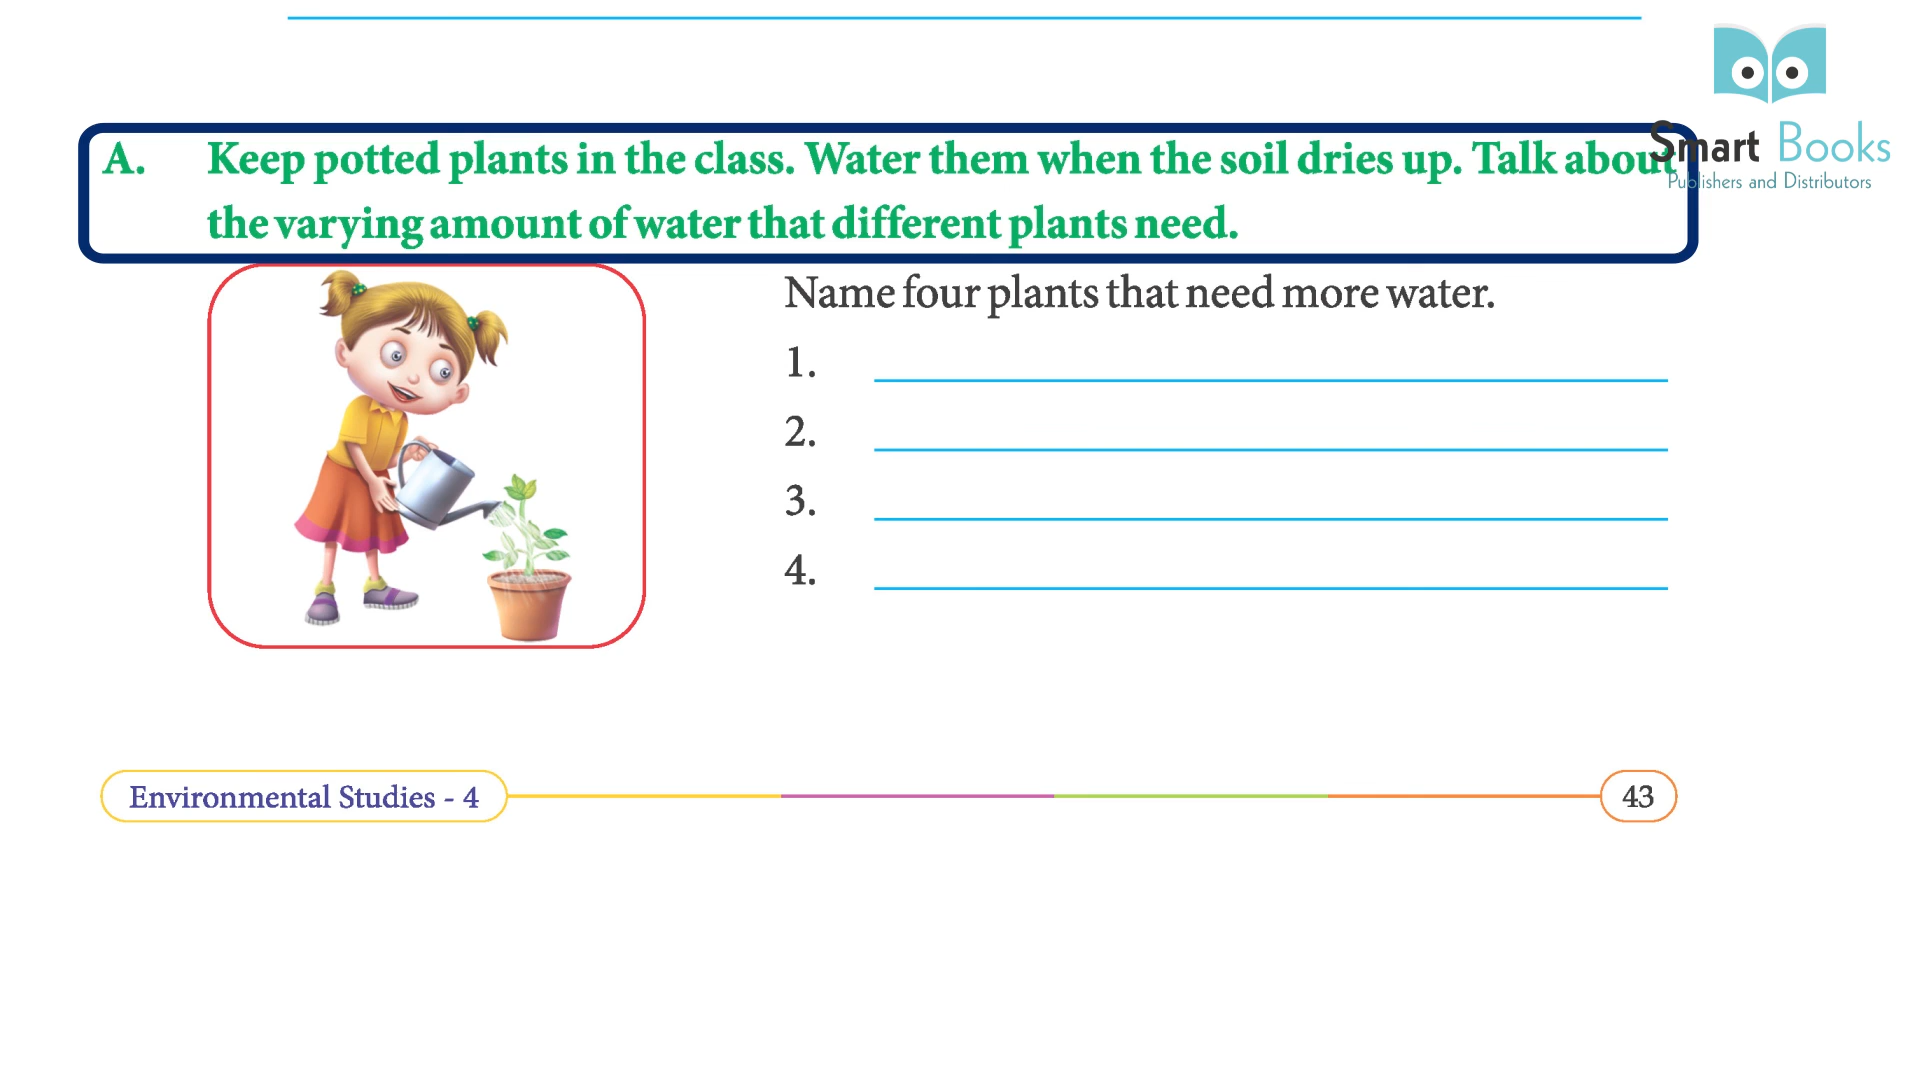 Smart Books
Publishers and Distributors
A. Keep potted plants in the class. Water them when the soil dries up. Talk about
the varying amount of water that different plants need.
Name four plants that need more water.
1.
2.
3.
4.
Environmental Studies - 4
43